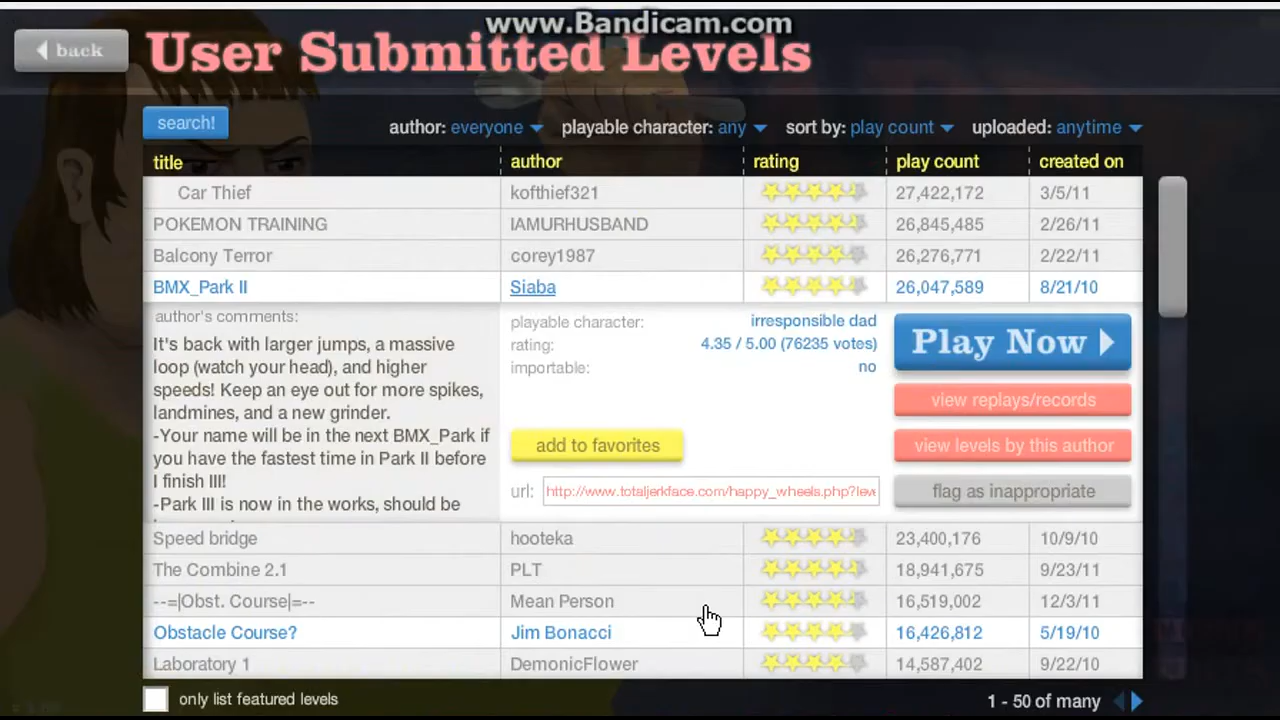 www.Bandicam.com
back
User Submitted Levels
search!
author: everyone playable character: any sort by: play count uploaded: anytime
title author rating play count created on
Car Thief kofthief321 27,422,172 3/5/11
POKEMON TRAINING IAMURHUSBAND 26,845,485 2/26/11
Balcony Terror corey1987 26,276,771 2/22/11
BMX_Park II Siaba 26,047,589 8/21/10
author's comments:
It's back with larger jumps, a massive
loop (watch your head), and higher
speeds! Keep an eye out for more spikes,
landmines, and a new grinder.
-Your name will be in the next BMX_Park if
you have the fastest time in Park II before
I finish III!
-Park III is now in the works, should be
playable character: irresponsible dad
rating: 4.35 / 5.00 (76235 votes)
importable: no
add to favorites
url: http://www.totaljerkface.com/happy_wheels.php?leve
Play Now
view replays/records
view levels by this author
flag as inappropriate
Speed bridge hooteka 23,400,176 10/9/10
The Combine 2.1 PLT 18,941,675 9/23/11
--=|Obst. Course|=-- Mean Person 16,519,002 12/3/11
Obstacle Course? Jim Bonacci 16,426,812 5/19/10
Laboratory 1 DemonicFlower 14,587,402 9/22/10
only list featured levels
1 - 50 of many